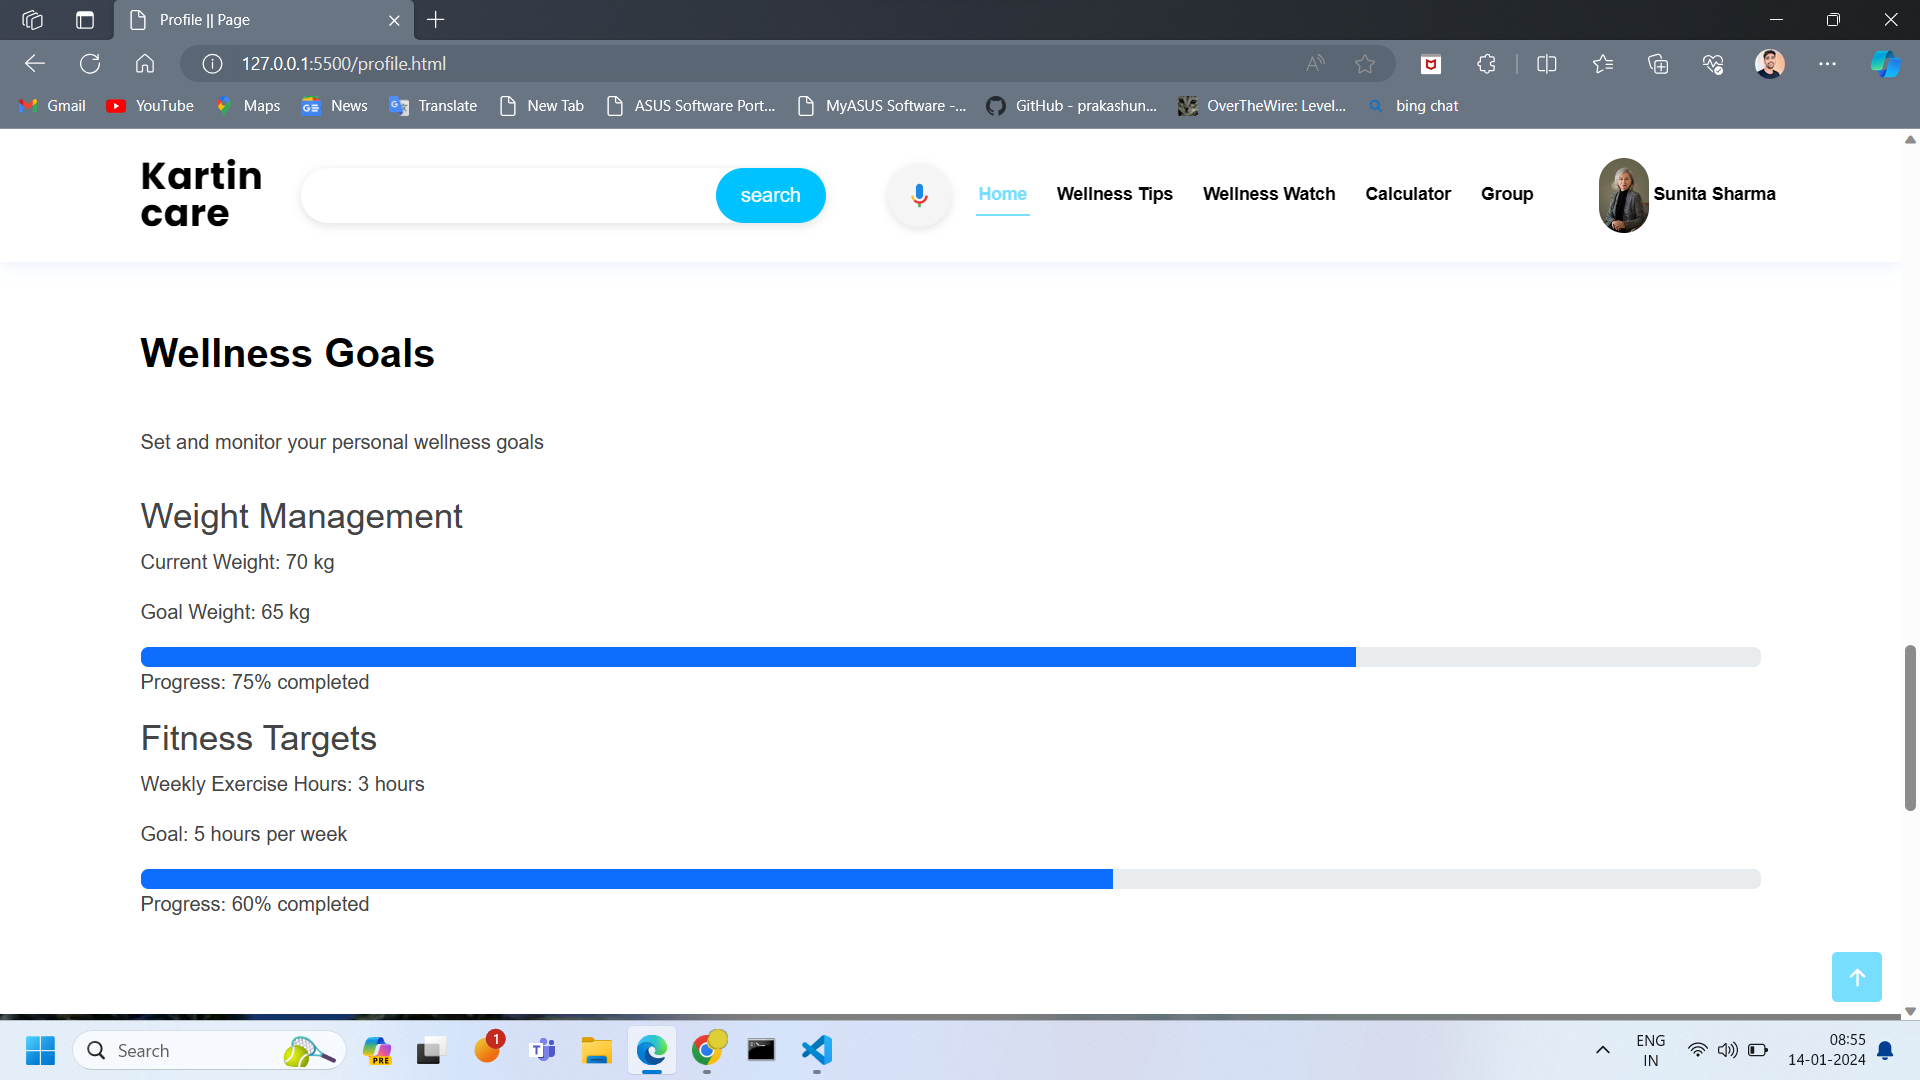 Profile || Page
127.0.0.1:5500/profile.html
Gmail YouTube Maps News Translate New Tab ASUS Software Port... MyASUS Software -... GitHub - prakashun... OverTheWire: Level... bing chat
Kartin
care
search
Home Wellness Tips Wellness Watch Calculator Group Sunita Sharma
Wellness Goals
Set and monitor your personal wellness goals
Weight Management
Current Weight: 70 kg
Goal Weight: 65 kg
Progress: 75% completed
Fitness Targets
Weekly Exercise Hours: 3 hours
Goal: 5 hours per week
Progress: 60% completed
Search
PRE
1
ENG
IN
08:55
14-01-2024